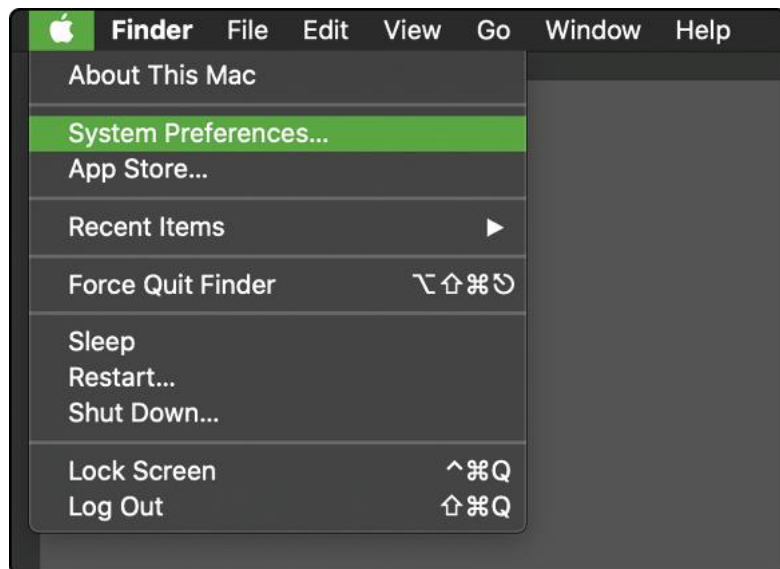 Finder File Edit View Go Window Help
About This Mac
System Preferences...
App Store...
Recent Items ▶
Force Quit Finder ⌥⇧⌘⎋
Sleep
Restart...
Shut Down...
Lock Screen ^⌘Q
Log Out ⇧⌘Q